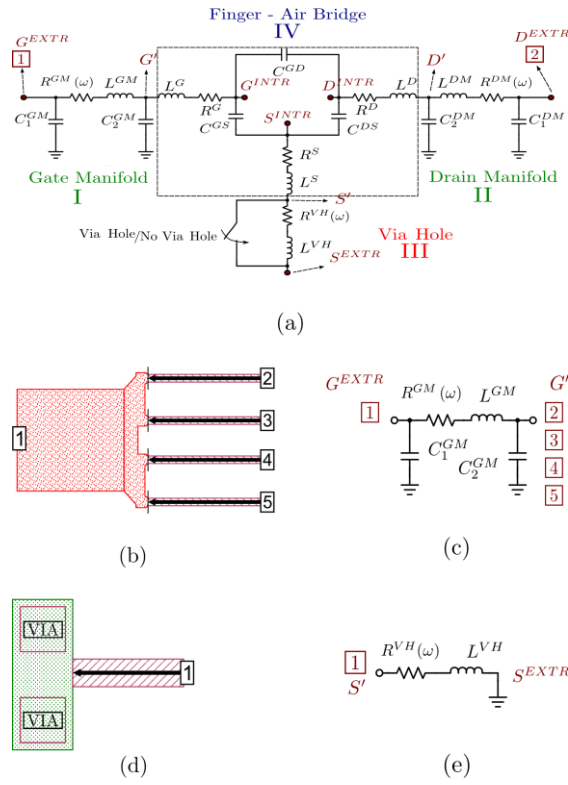 Finger - Air Bridge
IV
G^{EXTR}
1
G'
D'
D^{EXTR}
2
C^{GD}
R^{GM}(ω)
L^{GM}
L^{G}
R^{G}
G^{INTR}
D^{INTR}
R^{D}
L^{D}
L^{DM}
R^{DM}(ω)
C_1^{GM}
C_2^{GM}
C^{GS}
S^{INTR}
C^{DS}
C_2^{DM}
C_1^{DM}
R^{S}
L^{S}
Gate Manifold
I
Drain Manifold
II
S'
Via Hole/No Via Hole
R^{VH}(ω)
L^{VH}
Via Hole
III
S^{EXTR}
(a)
1
2
3
4
5
(b)
G^{EXTR}
1
R^{GM}(ω)
L^{GM}
G'
2
3
4
5
C_1^{GM}
C_2^{GM}
(c)
VIA
VIA
1
(d)
1
S'
R^{VH}(ω)
L^{VH}
S^{EXTR}
(e)